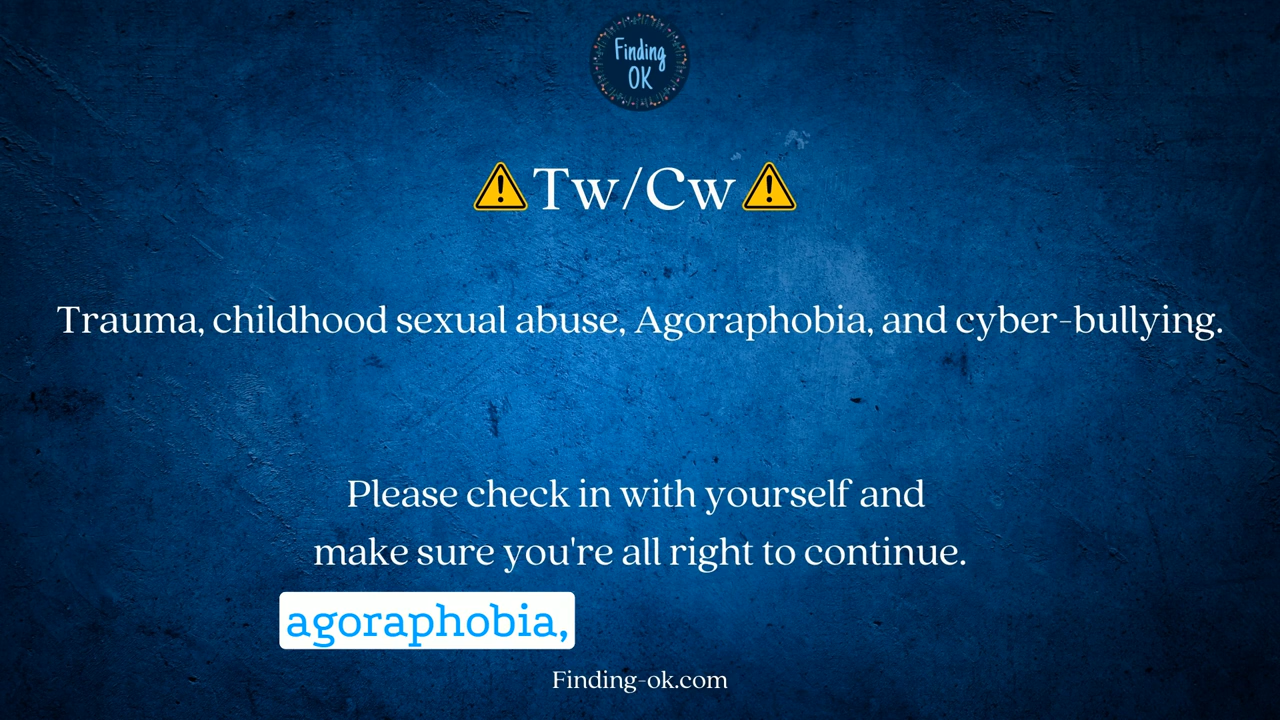 Finding
OK
⚠Tw/Cw⚠
Trauma, childhood sexual abuse, Agoraphobia, and cyber-bullying.
Please check in with yourself and
make sure you're all right to continue.
agoraphobia,
Finding-ok.com